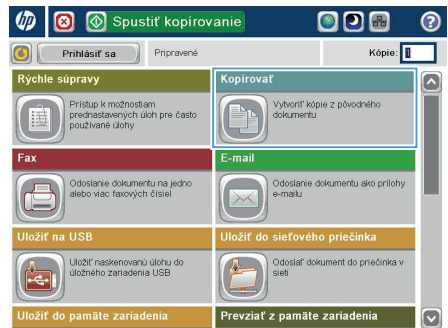 hp Spustiť kopírovanie ?
Prihlásiť sa Pripravené Kópie: 1
Rýchle súpravy
Prístup k možnostiam
prednastavených úloh pre často
používané úlohy
Kopírovať
Vytvoriť kópie z pôvodného
dokumentu
Fax
Odoslanie dokumentu na jedno
alebo viac faxových čísiel
E-mail
Odoslanie dokumentu ako prílohy
e-mailu
Uložiť na USB
Uložiť naskenovanú úlohu do
úložného zariadenia USB
Uložiť do sieťového priečinka
Odoslať dokument do priečinka v
sieti
Uložiť do pamäte zariadenia
Prevziať z pamäte zariadenia